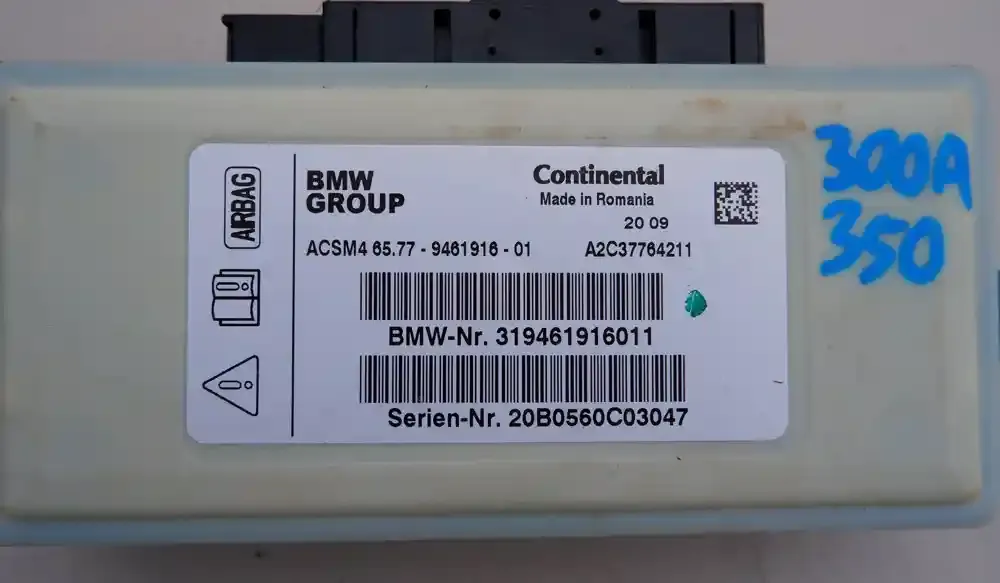 AIRBAG
BMW
GROUP
Continental
Made in Romania
20 09
ACSM4 65.77 - 9461916 - 01 A2C37764211
BMW-Nr. 319461916011
Serien-Nr. 20B0560C03047
300A
350